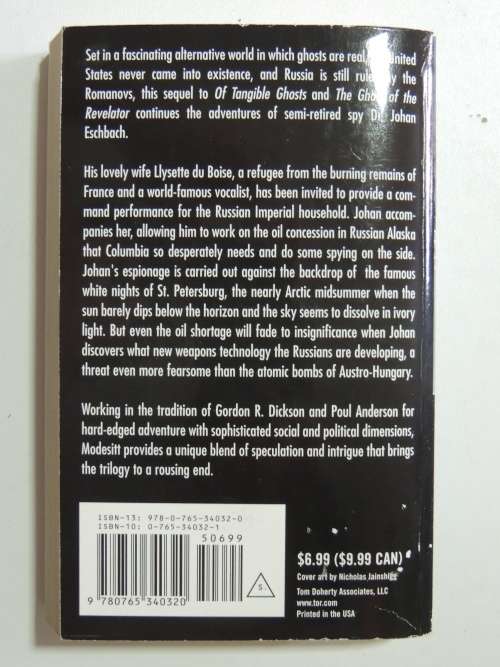 Set in a fascinating alternative world in which ghosts are real, United
States never came into existence, and Russia is still the
Romanovs, this sequel to Of Tangible Ghosts and The of the
Revelator continues the adventures of semi-retired spy Johan
Eschbach.
His lovely wife Llysette du Boise, a refugee from the burning remains of
France and a world-famous vocalist, has been invited to provide a com-
mand performance for the Russian Imperial household. Johan accom-
panies her, allowing him to work on the oil concession in Russian Alaska
that Columbia so desperately needs and do some spying on the side.
Johan's espionage is carried out against the backdrop of the famous
white nights of St. Petersburg, the nearly Arctic midsummer when the
sun barely dips below the horizon and the sky seems to dissolve in ivory
light. But even the oil shortage will fade to insignificance when Johan
discovers what new weapons technology the Russians are developing, a
threat even more fearsome than the atomic bombs of Austro-Hungary.
Working in the tradition of Gordon R. Dickson and Poul Anderson for
hard-edged adventure with sophisticated social and political dimensions,
Modesitt provides a unique blend of speculation and intrigue that brings
the trilogy to a rousing end.
ISBN-13: 978-0-765-34032-0
ISBN-10: 0-765-34032-1
50699
9 780765 340320
S
$6.99 ($9.99 CAN)
Cover art by Nicholas
Tom Doherty Associates, LLC
www.tor.com
Printed in the USA